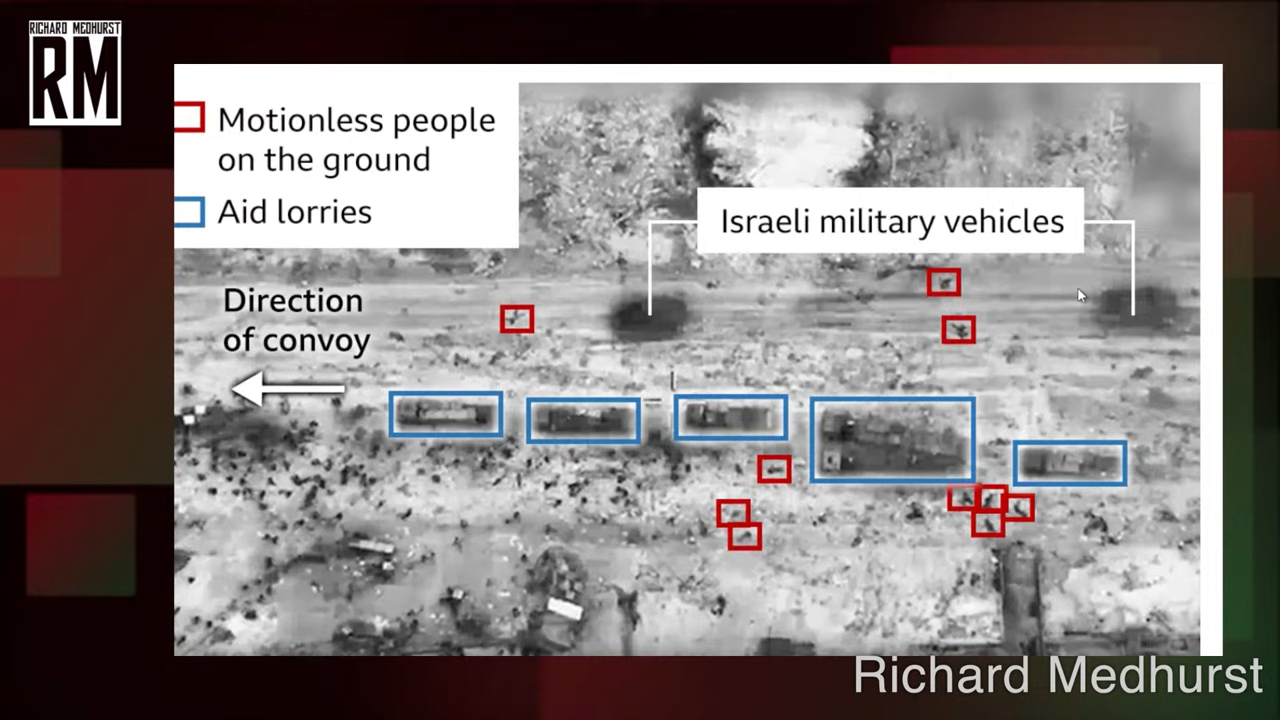 RICHARD MEDHURST
RM
Motionless people
on the ground
Aid lorries
Israeli military vehicles
Direction
of convoy
Richard Medhurst